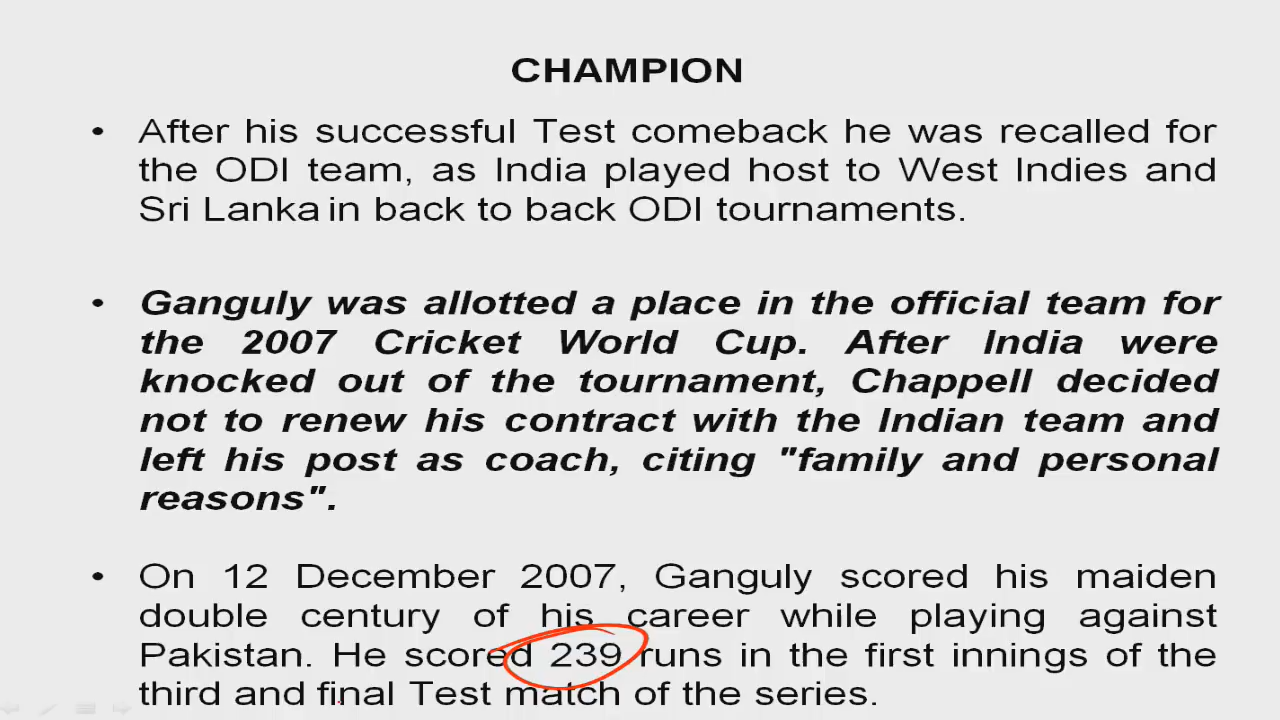 CHAMPION
• After his successful Test comeback he was recalled for
the ODI team, as India played host to West Indies and
Sri Lanka in back to back ODI tournaments.
• Ganguly was allotted a place in the official team for
the 2007 Cricket World Cup. After India were
knocked out of the tournament, Chappell decided
not to renew his contract with the Indian team and
left his post as coach, citing "family and personal
reasons".
• On 12 December 2007, Ganguly scored his maiden
double century of his career while playing against
Pakistan. He scored 239 runs in the first innings of the
third and final Test match of the series.